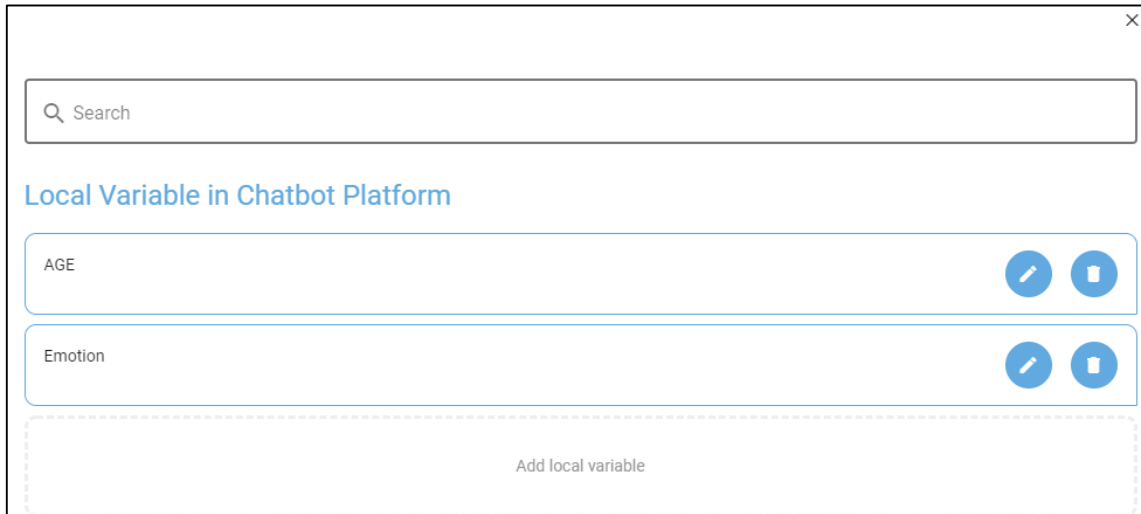 Search
Local Variable in Chatbot Platform
AGE
Emotion
Add local variable